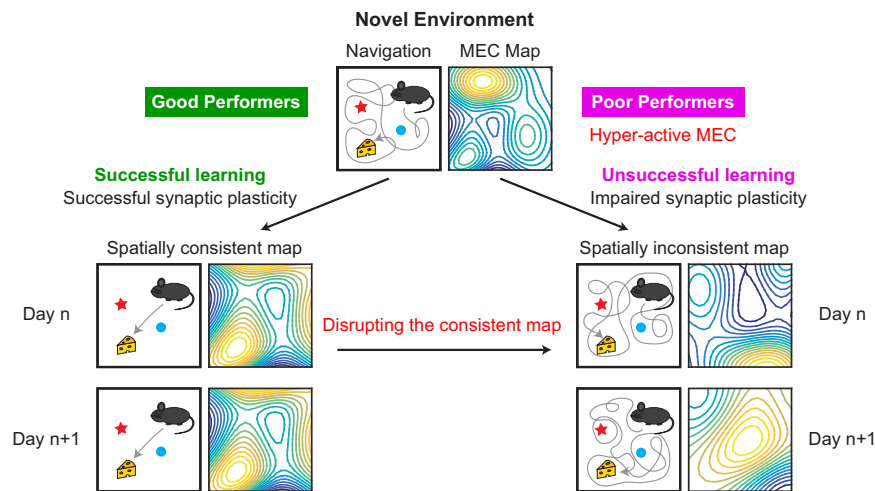 Novel Environment
Navigation
MEC Map
Good Performers
Poor Performers
Hyper-active MEC
Successful learning
Successful synaptic plasticity
Unsuccessful learning
Impaired synaptic plasticity
Spatially consistent map
Spatially inconsistent map
Day n
Disrupting the consistent map
Day n
Day n+1
Day n+1